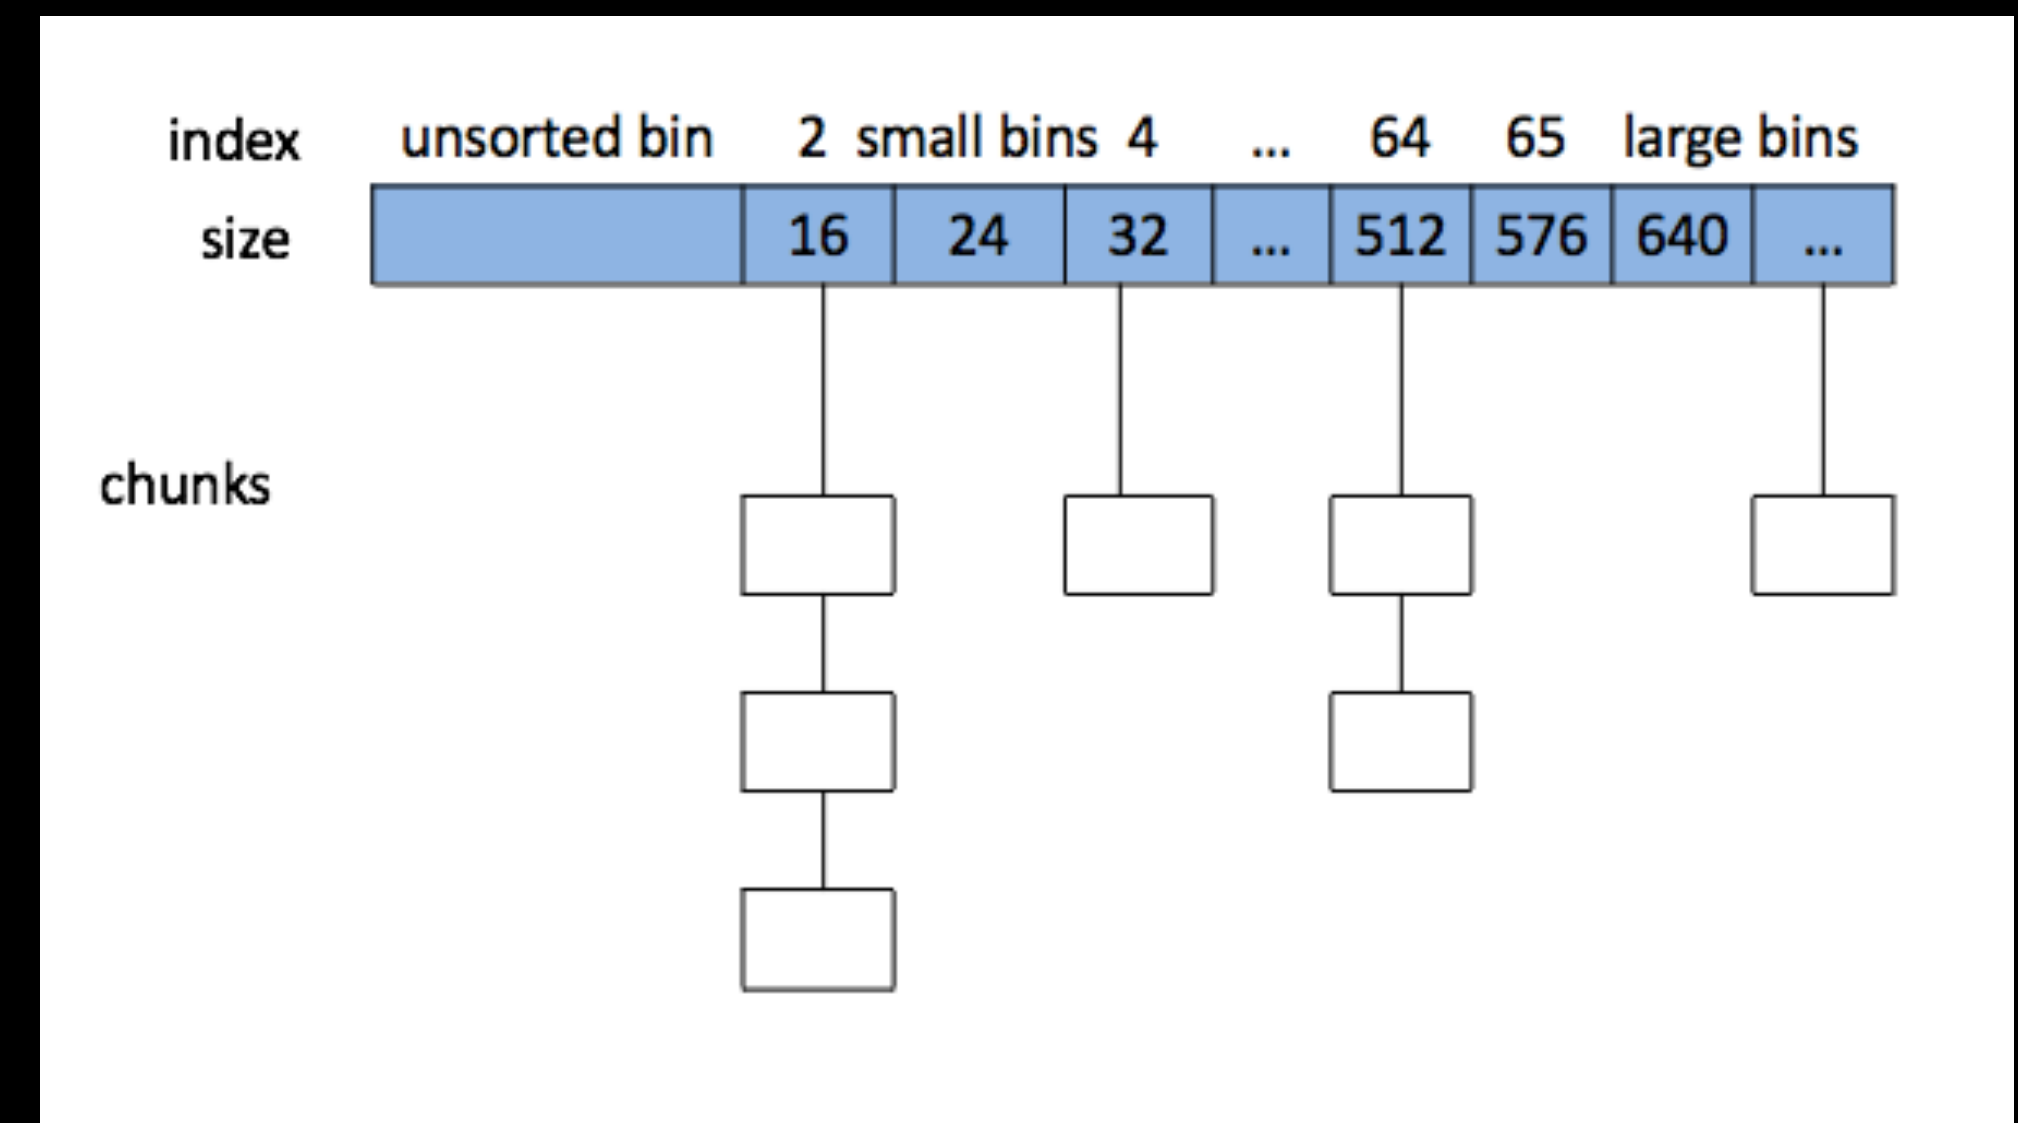 index unsorted bin 2 small bins 4 ... 64 65 large bins
size 16 24 32 ... 512 576 640 ...
chunks